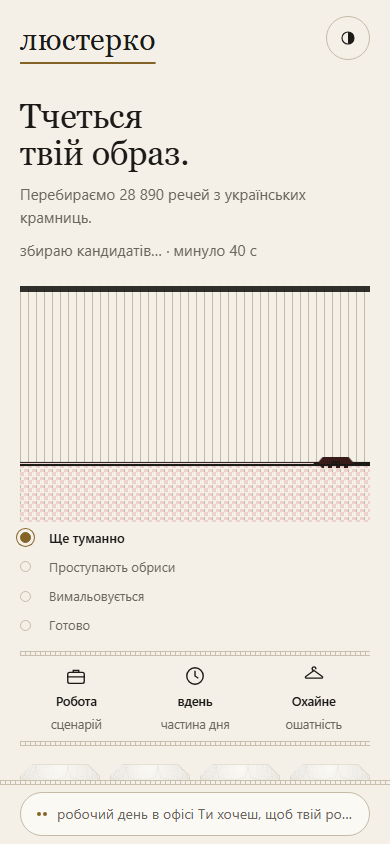 люстерко
Тчеться
твій образ.
Перебираємо 28 890 речей з українських
крамниць.
збираю кандидатів... · минуло 40 с
Ще туманно
Проступають обриси
Вимальовується
Готово
Робота вдень Охайне
сценарій частина дня ошатність
робочий день в офісі Ти хочеш, щоб твій ро...